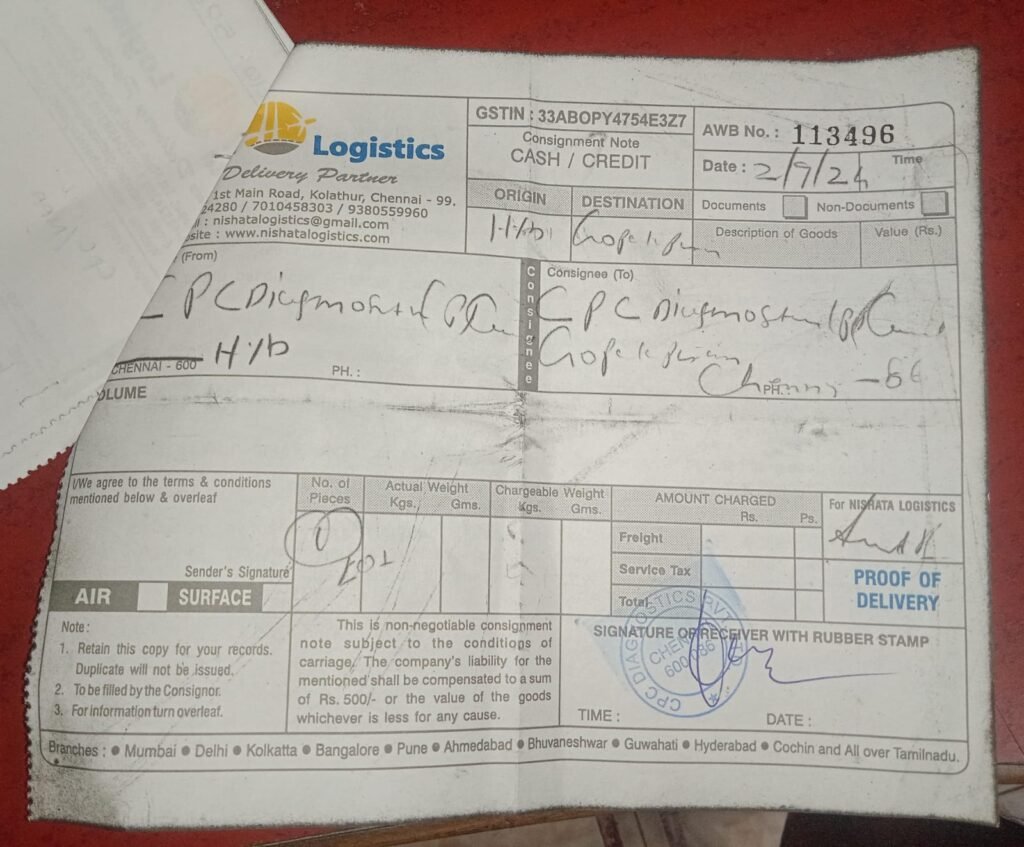 Logistics
Delivery Partner
1st Main Road, Kolathur, Chennai - 99.
24280 / 7010458303 / 9380559960
: nishatalogistics@gmail.com
site : www.nishatalogistics.com
GSTIN : 33ABOPY4754E3Z7
Consignment Note
CASH / CREDIT
ORIGIN
DESTINATION
H/b
AWB No. : 113496
Date : 2/9/24
Time
Documents
Non-Documents
Description of Goods
Value (Rs.)
(From)
CPC Diagnostic
H/b
CHENNAI - 600
PH. :
Consignee
Consignee (To)
CPC Diagnostic
Chennai - 86
PH.
OLUME
I/We agree to the terms & conditions
mentioned below & overleaf
Sender's Signature
AIR
SURFACE
No. of
Pieces
Actual Weight
Kgs.
Gms.
Chargeable Weight
Kgs.
Gms.
AMOUNT CHARGED
Rs.
Ps.
Freight
Service Tax
Total
For NISHATA LOGISTICS
PROOF OF
DELIVERY
Note :
1. Retain this copy for your records.
Duplicate will not be issued.
2. To be filled by the Consignor.
3. For information turn overleaf.
This is non-negotiable consignment
note subject to the conditions of
carriage. The company's liability for the
mentioned shall be compensated to a sum
of Rs. 500/- or the value of the goods
whichever is less for any cause.
SIGNATURE OF RECEIVER WITH RUBBER STAMP
CPC DIAGNOSTICS PVT
CHEN
600 086
TIME :
DATE :
Branches : ● Mumbai ● Delhi ● Kolkatta ● Bangalore ● Pune ● Ahmedabad ● Bhuvaneshwar ● Guwahati ● Hyderabad ● Cochin and All over Tamilnadu.